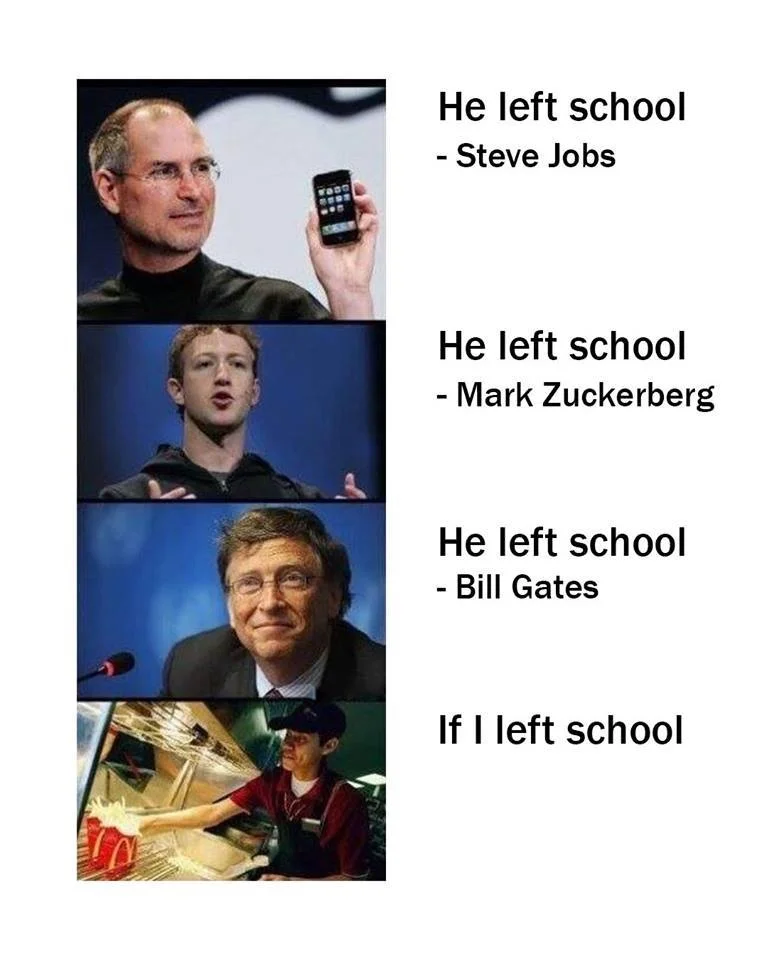 He left school
- Steve Jobs
He left school
- Mark Zuckerberg
He left school
- Bill Gates
If I left school